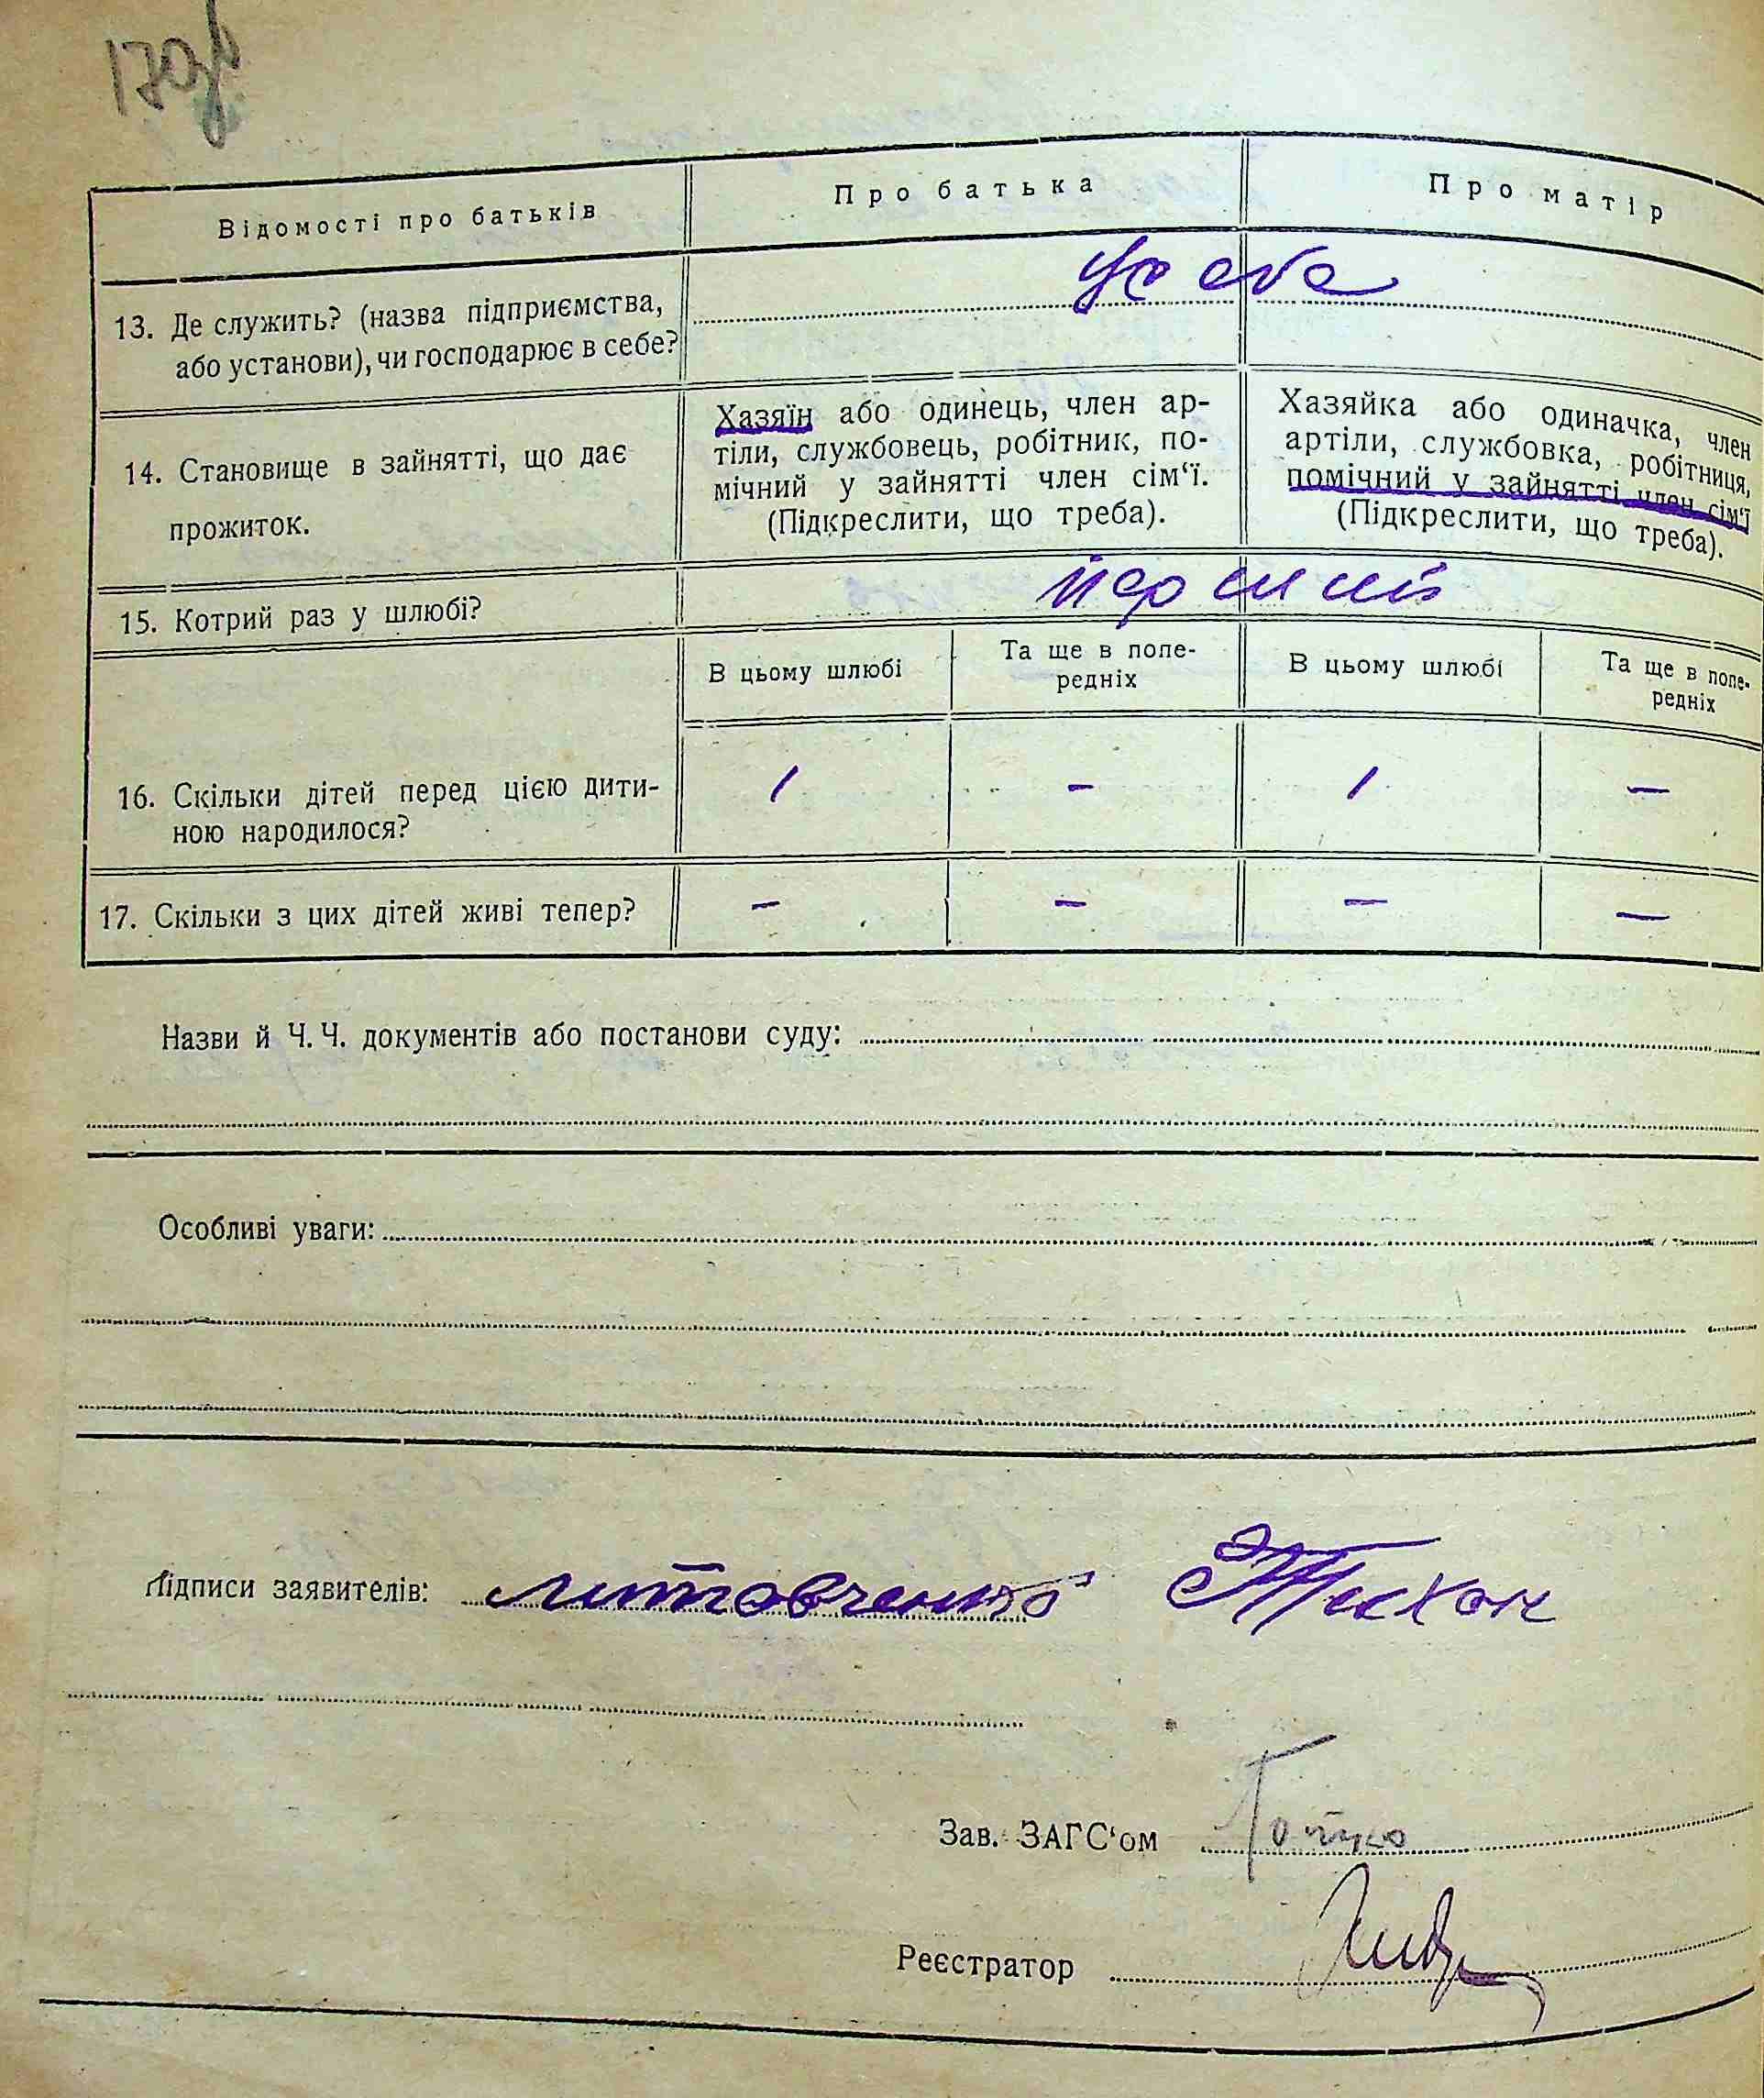 Відомості про батьків
Про батька
Про матір
13. Де служить? (назва підприємства,
або установи), чи господарює в себе?
У себе
14. Становище в зайнятті, що дає
прожиток.
Хазяїн або одинець, член ар-
тіли, службовець, робітник, по-
мічний у зайнятті член сім‘ї.
(Підкреслити, що треба).
Хазяйка або одиначка, член
артіли, службовка, робітниця,
помічний у зайнятті член сім‘ї
(Підкреслити, що треба).
15. Котрий раз у шлюбі?
Перший
В цьому шлюбі
Та ще в попе-
редніх
В цьому шлюбі
Та ще в попе-
редніх
16. Скільки дітей перед цією дити-
ною народилося?
1 - 1 -
17. Скільки з цих дітей живі тепер?
- - - -
Назви й Ч. Ч. документів або постанови суду:
Особливі уваги:
Підписи заявителів: Литовченко Тихон
Зав. ЗАГС‘ом
Реєстратор